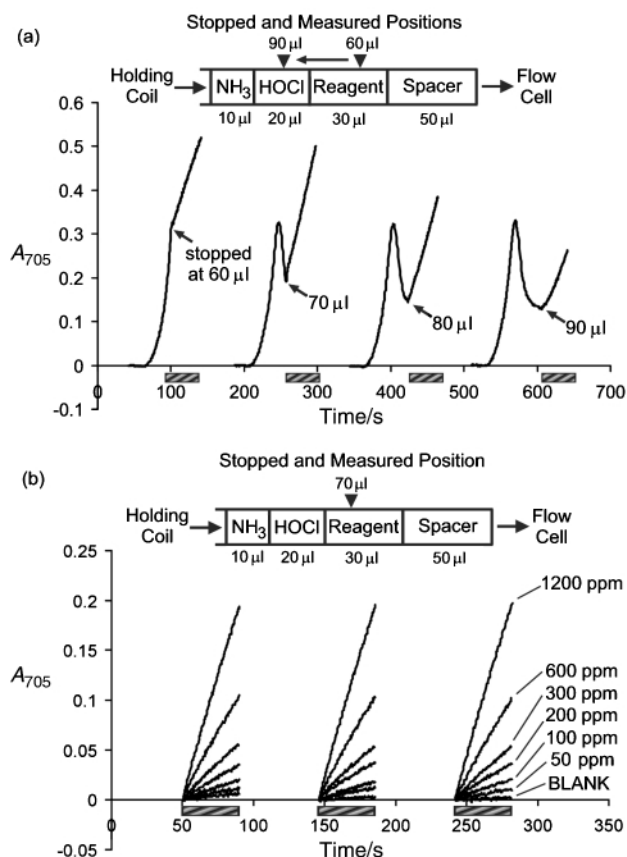 (a)
Stopped and Measured Positions
90 µl 60 µl
Holding Coil NH3 HOCl Reagent Spacer Flow Cell
10 µl 20 µl 30 µl 50 µl
0.6
0.5
0.4
0.3
0.2
0.1
0
-0.1
A705
stopped at 60 µl
70 µl
80 µl
90 µl
0 100 200 300 400 500 600 700
Time/s
(b)
Stopped and Measured Position
70 µl
Holding Coil NH3 HOCl Reagent Spacer Flow Cell
10 µl 20 µl 30 µl 50 µl
0.25
0.2
0.15
0.1
0.05
0
-0.05
A705
1200 ppm
600 ppm
300 ppm
200 ppm
100 ppm
50 ppm
BLANK
0 50 100 150 200 250 300 350
Time/s